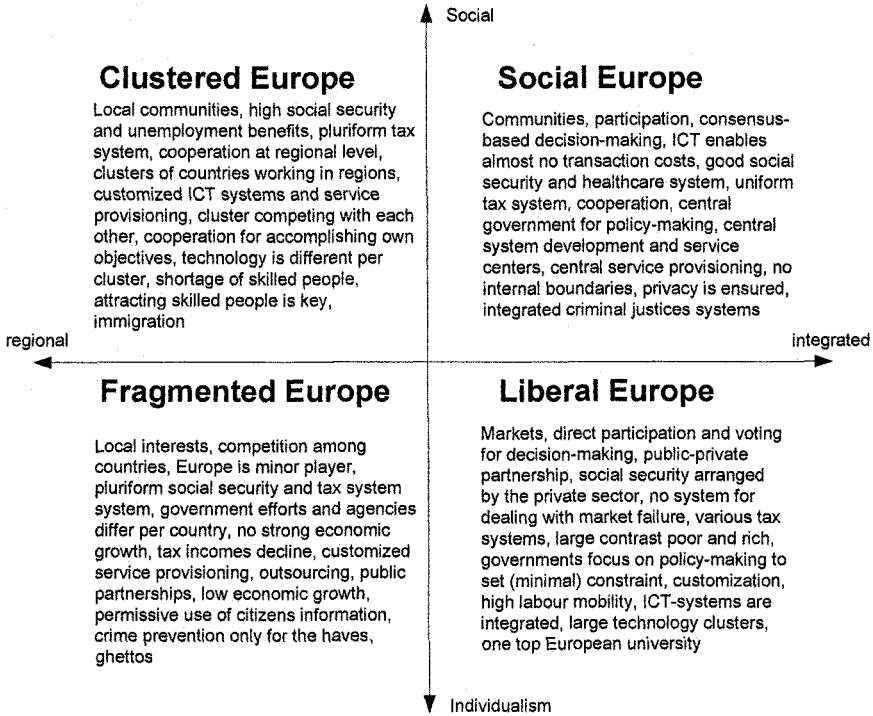 Social
Clustered Europe
Local communities, high social security
and unemployment benefits, pluriform tax
system, cooperation at regional level,
clusters of countries working in regions,
customized ICT systems and service
provisioning, cluster competing with each
other, cooperation for accomplishing own
objectives, technology is different per
cluster, shortage of skilled people,
attracting skilled people is key,
immigration
Social Europe
Communities, participation, consensus-
based decision-making, ICT enables
almost no transaction costs, good social
security and healthcare system, uniform
tax system, cooperation, central
government for policy-making, central
system development and service
centers, central service provisioning, no
internal boundaries, privacy is ensured,
integrated criminal justices systems
regional
integrated
Fragmented Europe
Local interests, competition among
countries, Europe is minor player,
pluriform social security and tax system
system, government efforts and agencies
differ per country, no strong economic
growth, tax incomes decline, customized
service provisioning, outsourcing, public
partnerships, low economic growth,
permissive use of citizens information,
crime prevention only for the haves,
ghettos
Liberal Europe
Markets, direct participation and voting
for decision-making, public-private
partnership, social security arranged
by the private sector, no system for
dealing with market failure, various tax
systems, large contrast poor and rich,
governments focus on policy-making to
set (minimal) constraint, customization,
high labour mobility, ICT-systems are
integrated, large technology clusters,
one top European university
Individualism